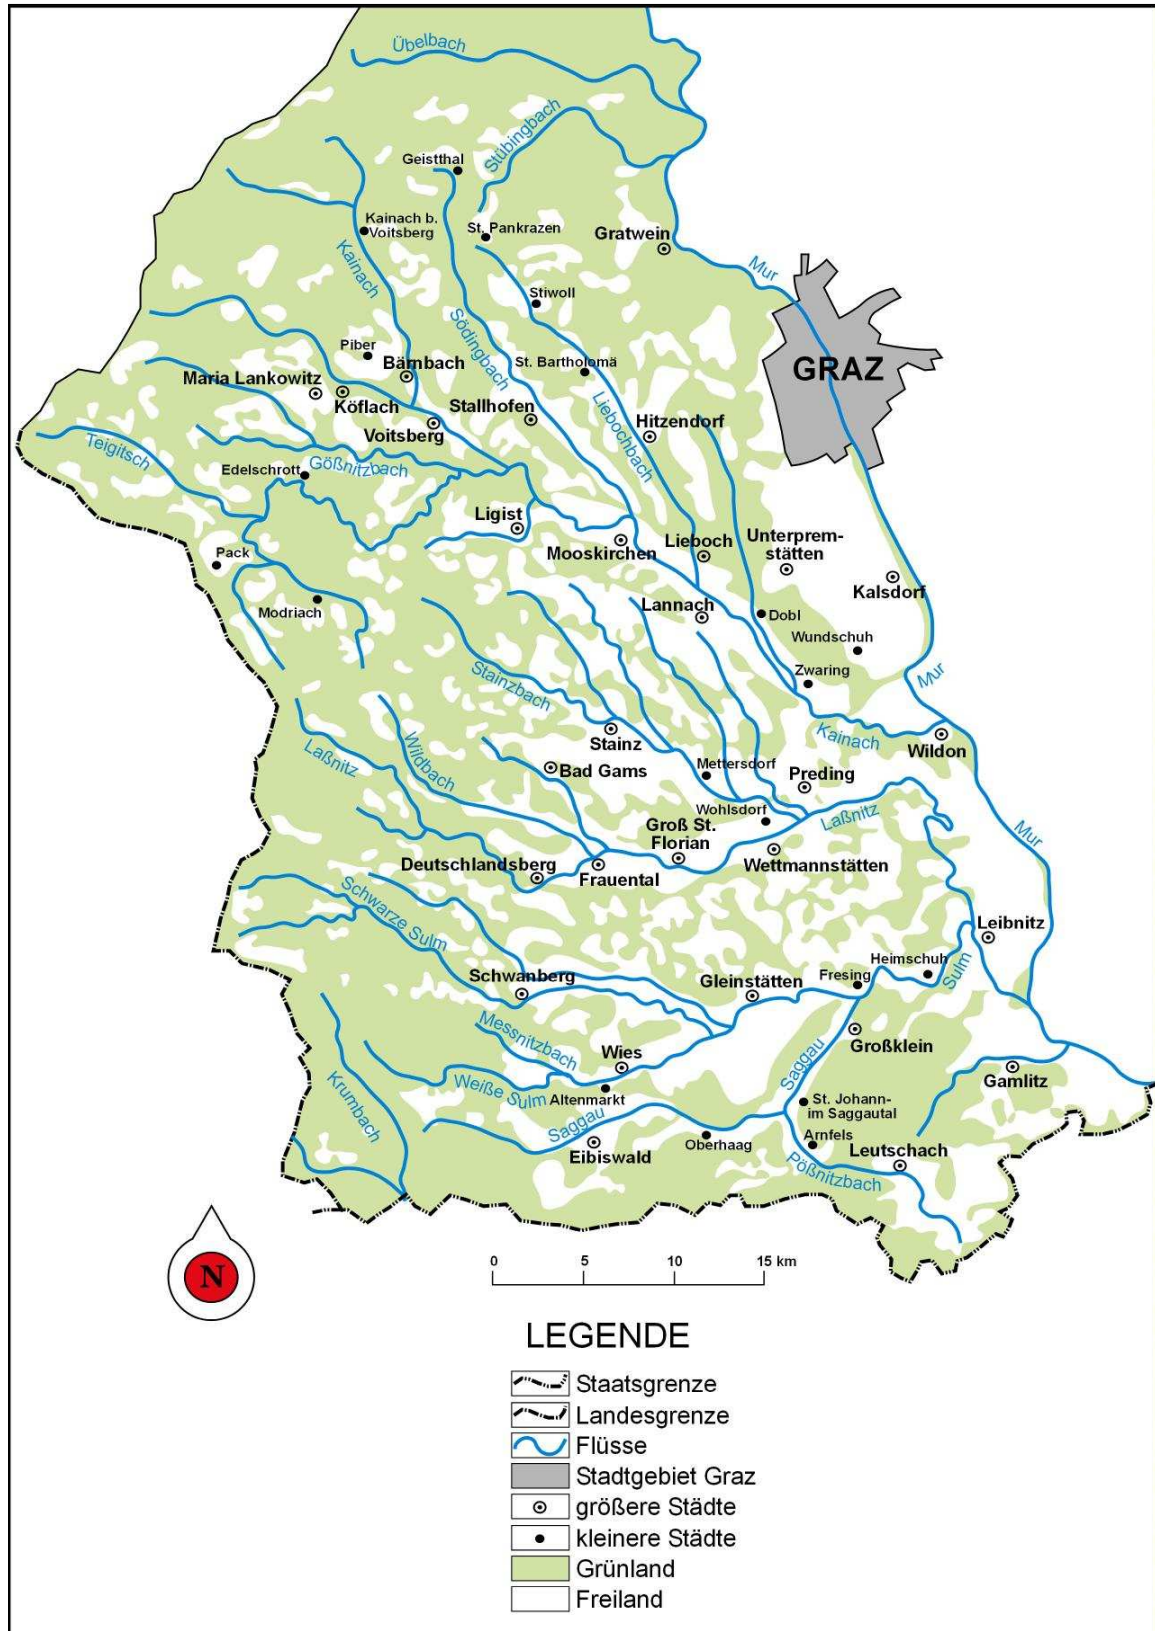 Übelbach
Stübingbach
Geistthal
Kainach b.
Voitsberg
St. Pankrazen
Gratwein
Mur
Kainach
Stiwoll
Södingbach
Piber
Bärnbach
St. Bartholomä
GRAZ
Maria Lankowitz
Köflach
Stallhofen
Liebochbach
Hitzendorf
Voitsberg
Teigitsch
Edelschrott
Gößnitzbach
Ligist
Mooskirchen
Lieboch
Unterprem-
stätten
Pack
Kalsdorf
Modriach
Lannach
Dobl
Wundschuh
Zwaring
Mur
Stainzbach
Laßnitz
Wildbach
Stainz
Kainach
Wildon
Bad Gams
Mettersdorf
Preding
Wohlsdorf
Laßnitz
Mur
Groß St.
Florian
Deutschlandsberg
Frauental
Wettmannstätten
Schwarze Sulm
Leibnitz
Heimschuh
Sulm
Schwanberg
Gleinstätten
Fresing
Messnitzbach
Großklein
Wies
Saggau
Gamlitz
Krumbach
Weiße Sulm
Altenmarkt
St. Johann-
im Saggautal
Saggau
Eibiswald
Oberhaag
Arnfels
Leutschach
Pößnitzbach
N
0 5 10 15 km
LEGENDE
Staatsgrenze
Landesgrenze
Flüsse
Stadtgebiet Graz
größere Städte
kleinere Städte
Grünland
Freiland